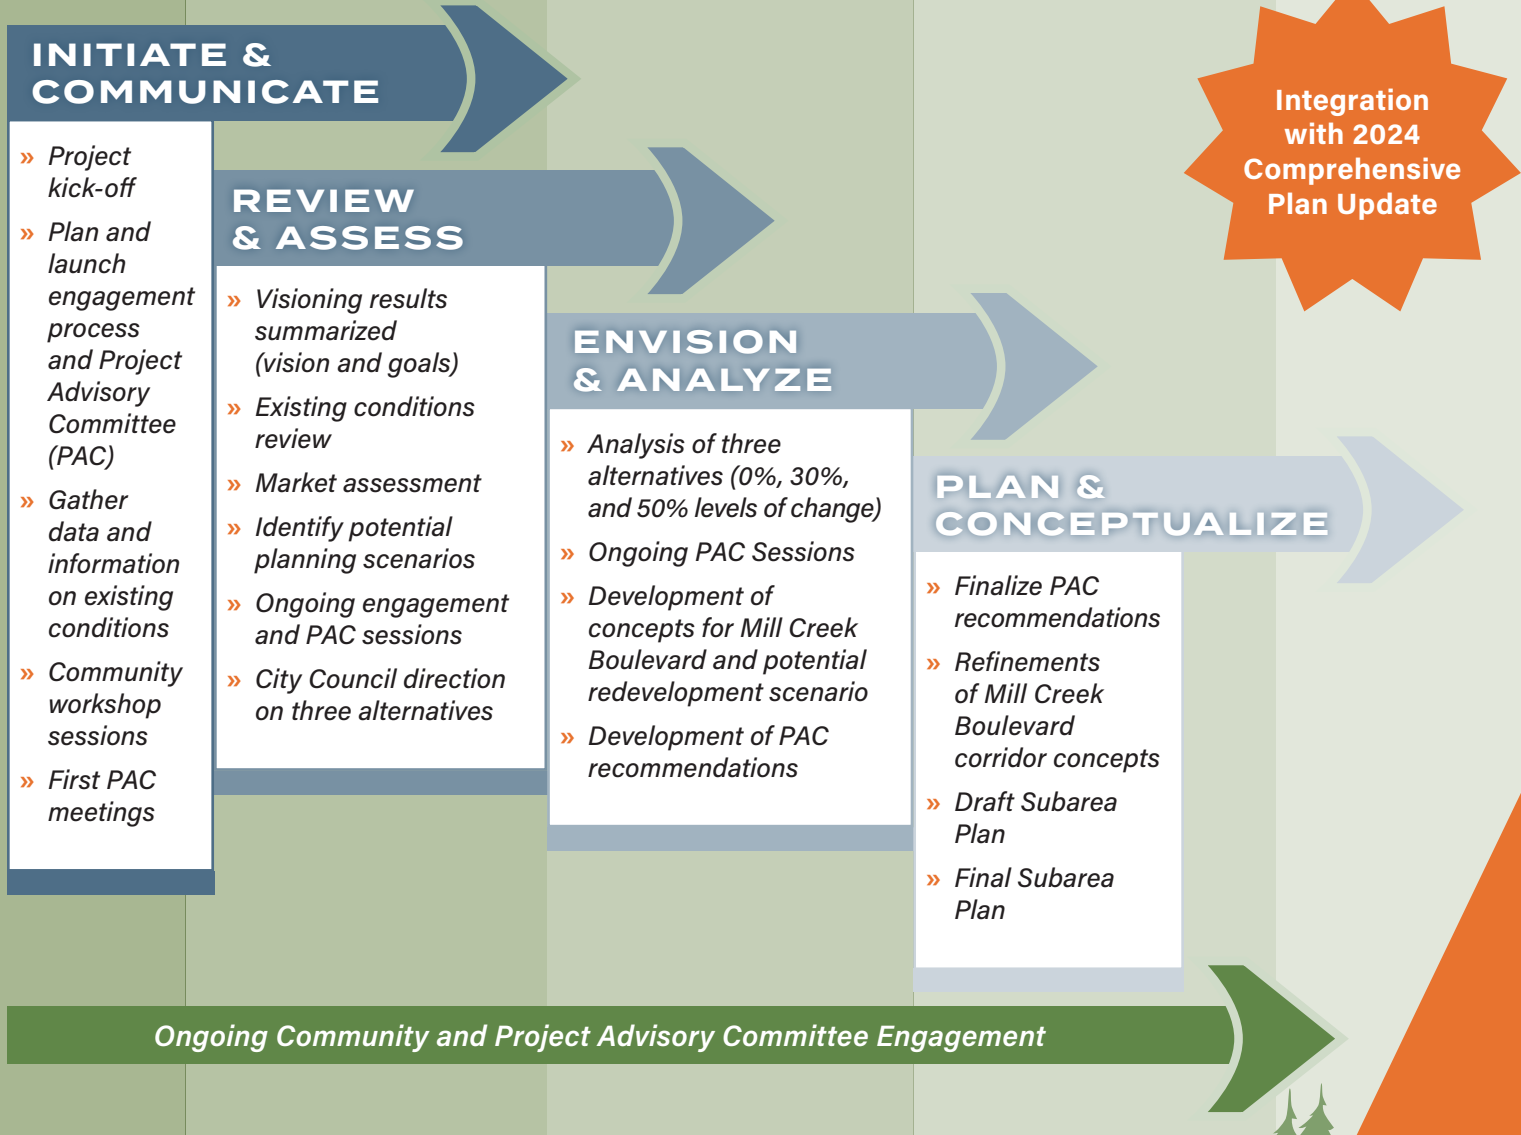 INITIATE &
COMMUNICATE
» Project
kick-off
» Plan and
launch
engagement
process
and Project
Advisory
Committee
(PAC)
» Gather
data and
information
on existing
conditions
» Community
workshop
sessions
» First PAC
meetings
REVIEW
& ASSESS
» Visioning results
summarized
(vision and goals)
» Existing conditions
review
» Market assessment
» Identify potential
planning scenarios
» Ongoing engagement
and PAC sessions
» City Council direction
on three alternatives
ENVISION
& ANALYZE
» Analysis of three
alternatives (0%, 30%,
and 50% levels of change)
» Ongoing PAC Sessions
» Development of
concepts for Mill Creek
Boulevard and potential
redevelopment scenario
» Development of PAC
recommendations
PLAN &
CONCEPTUALIZE
» Finalize PAC
recommendations
» Refinements
of Mill Creek
Boulevard
corridor concepts
» Draft Subarea
Plan
» Final Subarea
Plan
Integration
with 2024
Comprehensive
Plan Update
Ongoing Community and Project Advisory Committee Engagement